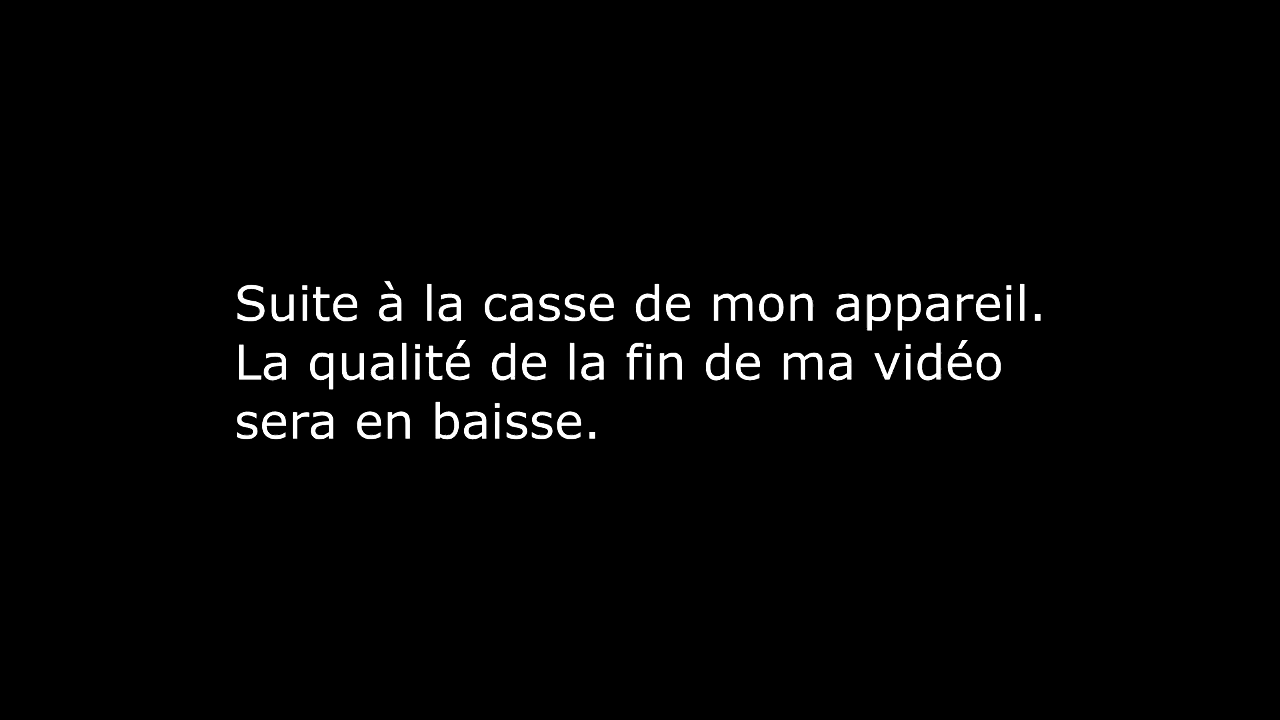 Suite à la casse de mon appareil.
La qualité de la fin de ma vidéo
sera en baisse.